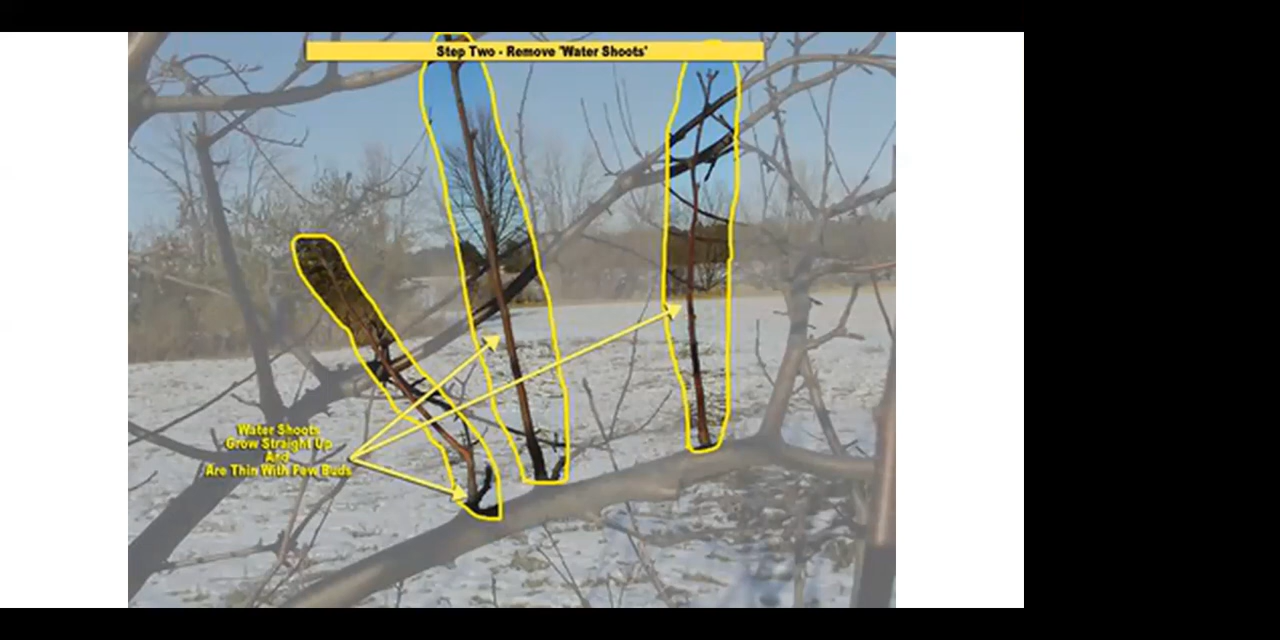 Step Two - Remove 'Water Shoots'
Water Shoots
Grow Straight Up
And
Are Thin With Few Buds